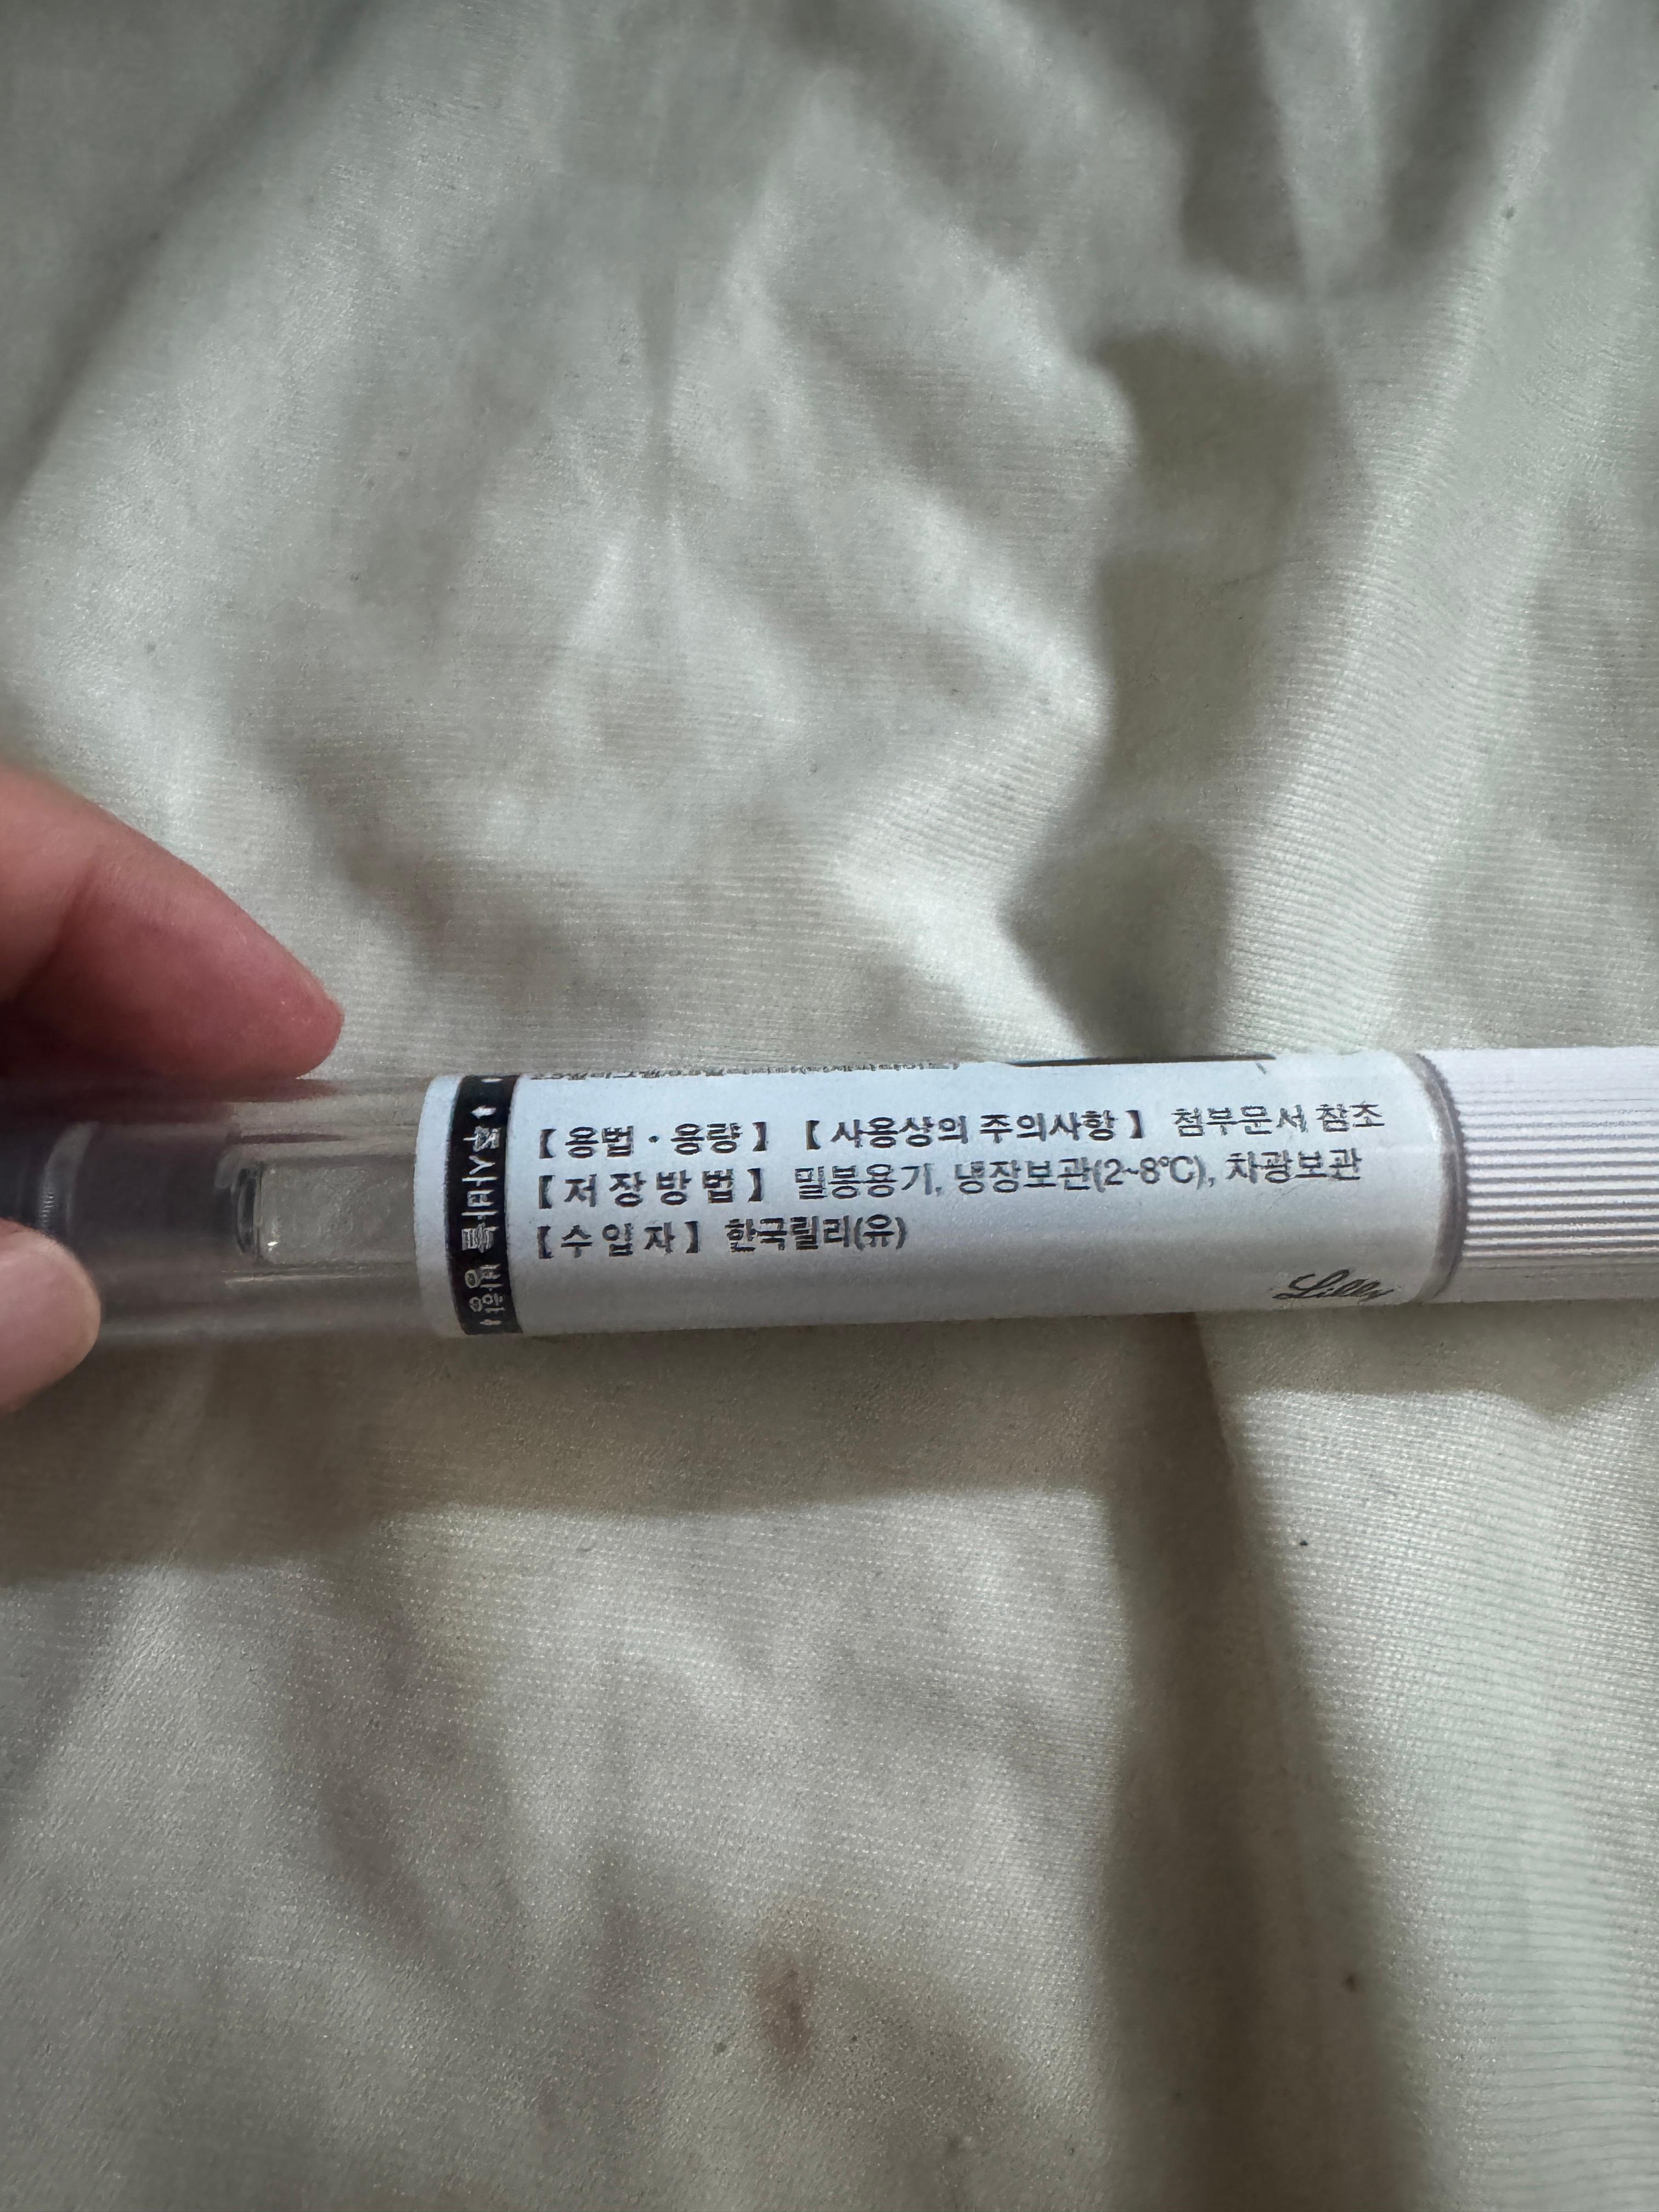 【용법·용량】【사용상의 주의사항】 첨부문서 참조
【저장방법】 밀봉용기, 냉장보관(2~8℃), 차광보관
【수입자】 한국릴리(유)
Lilly